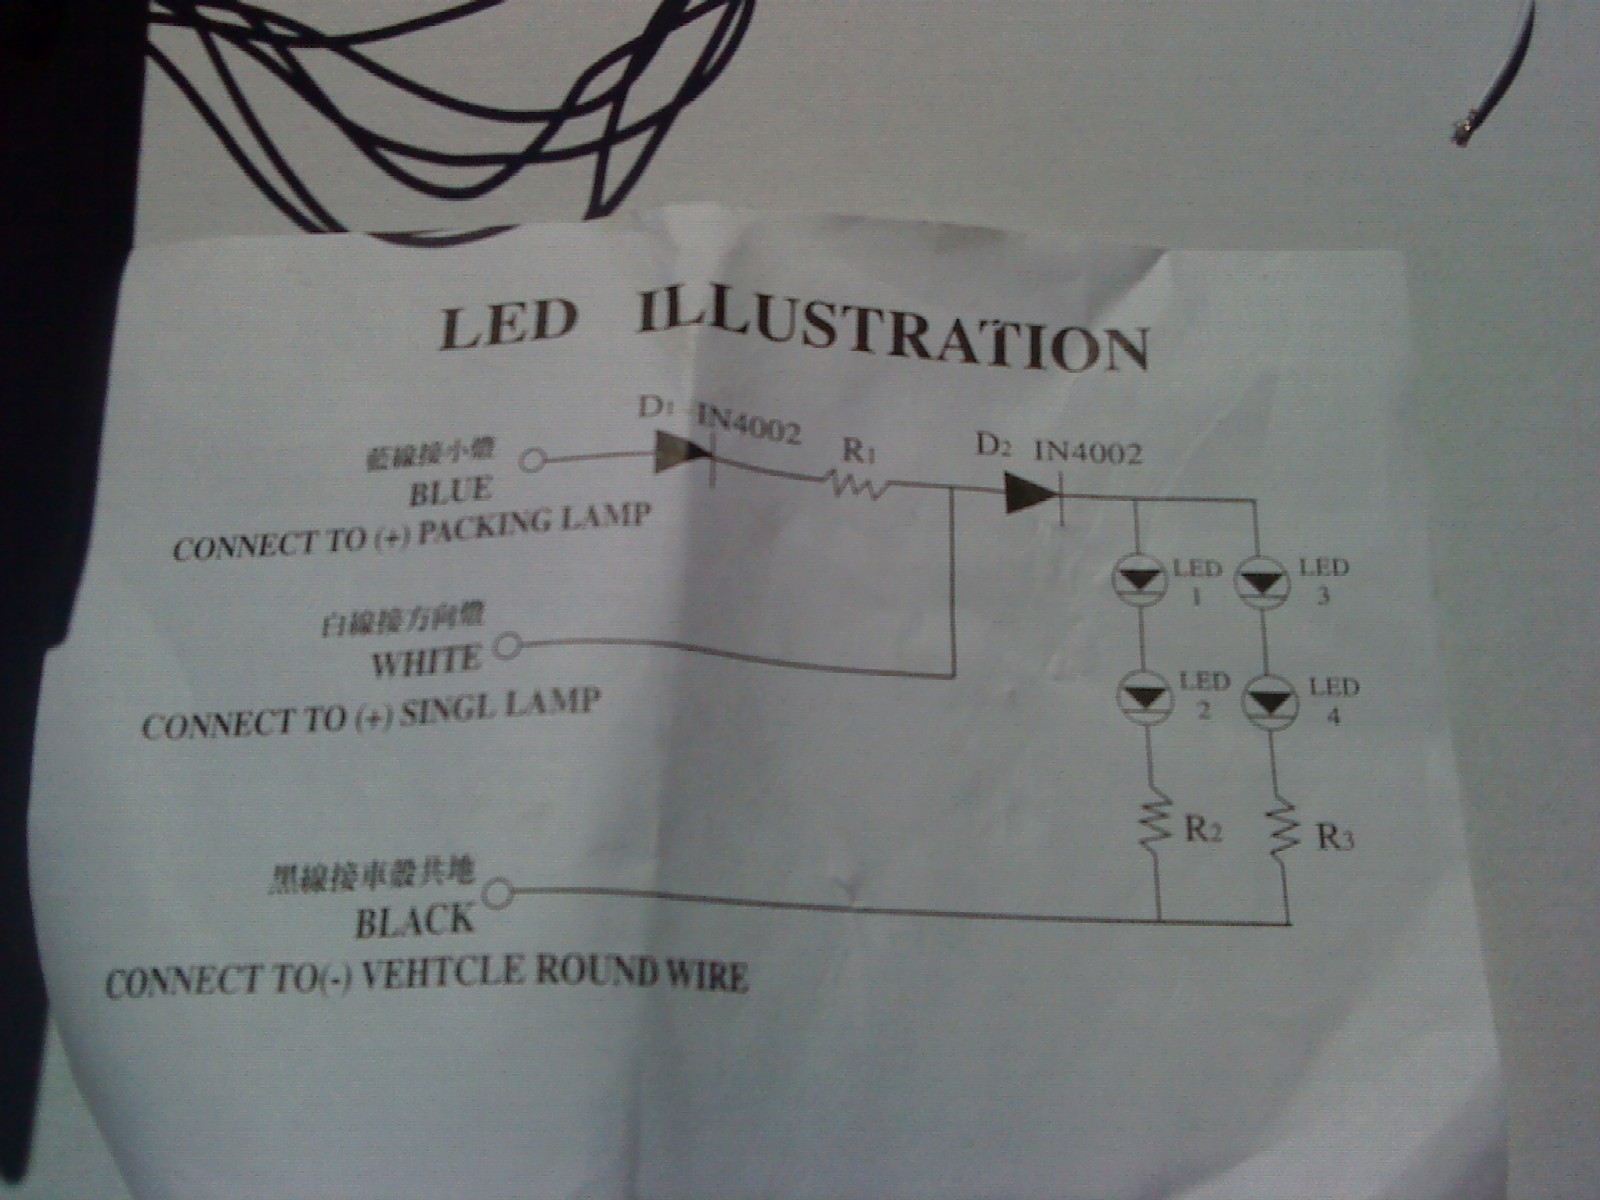 LED ILLUSTRATION
D1 IN4002
R1
D2 IN4002
藍線接小燈
BLUE
CONNECT TO (+) PACKING LAMP
LED
1
LED
3
白線接方向燈
WHITE
CONNECT TO (+) SINGL LAMP
LED
2
LED
4
R2
R3
黑線接車殼共地
BLACK
CONNECT TO(-) VEHTCLE ROUND WIRE